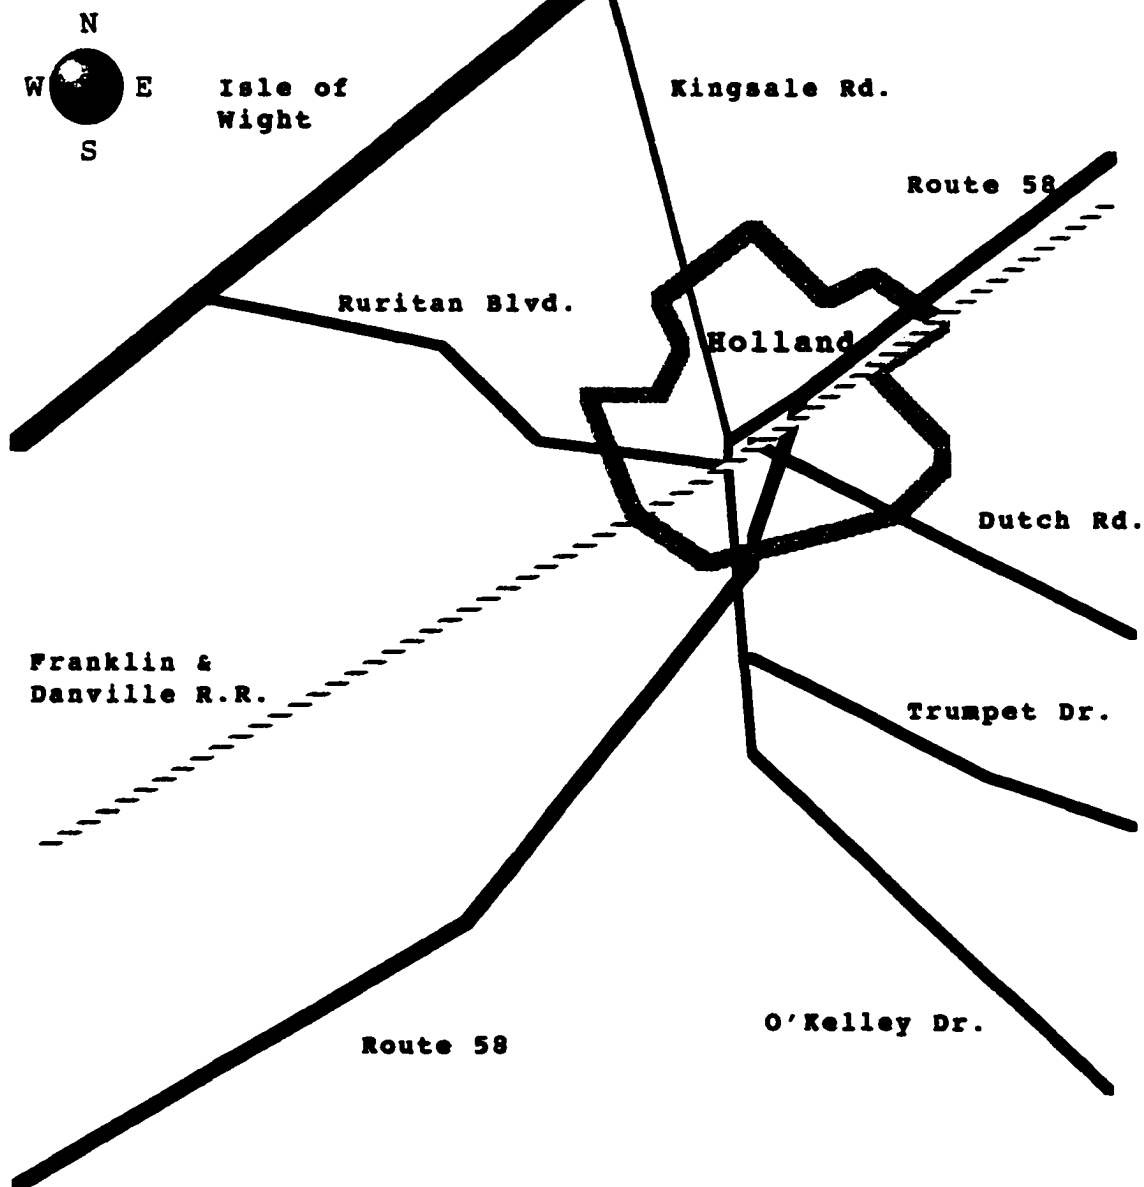 N
W E
S
Isle of
Wight
Kingsale Rd.
Route 58
Ruritan Blvd.
Holland
Dutch Rd.
Franklin &
Danville R.R.
Trumpet Dr.
O'Kelley Dr.
Route 58